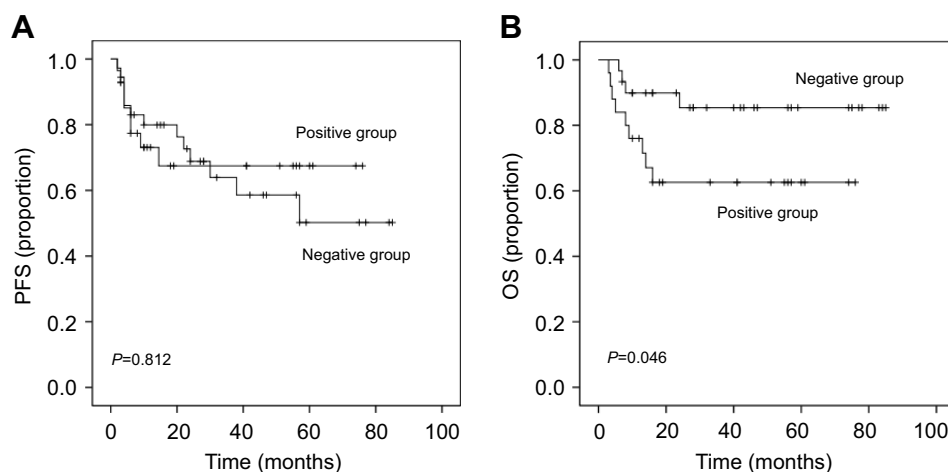 A
PFS (proportion)
1.0
0.8
0.6
0.4
0.2
0.0
Positive group
Negative group
P=0.812
0 20 40 60 80 100
Time (months)
B
OS (proportion)
1.0
0.8
0.6
0.4
0.2
0.0
Negative group
Positive group
P=0.046
0 20 40 60 80 100
Time (months)